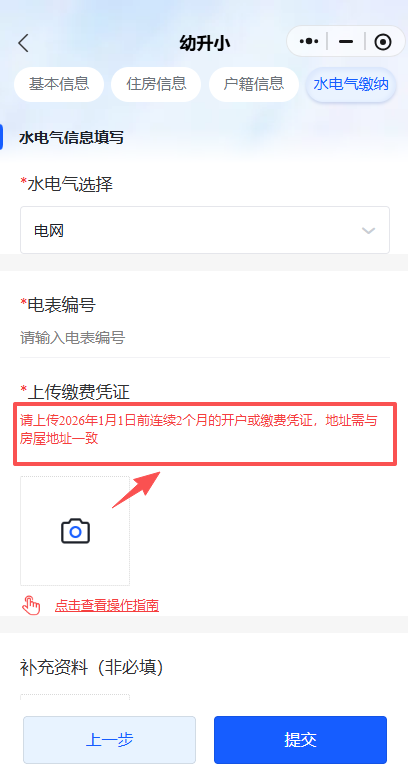 幼升小
基本信息
住房信息
户籍信息
水电气缴纳
水电气信息填写
*水电气选择
电网
*电表编号
请输入电表编号
*上传缴费凭证
请上传2026年1月1日前连续2个月的开户或缴费凭证，地址需与
房屋地址一致
点击查看操作指南
补充资料（非必填）
上一步
提交